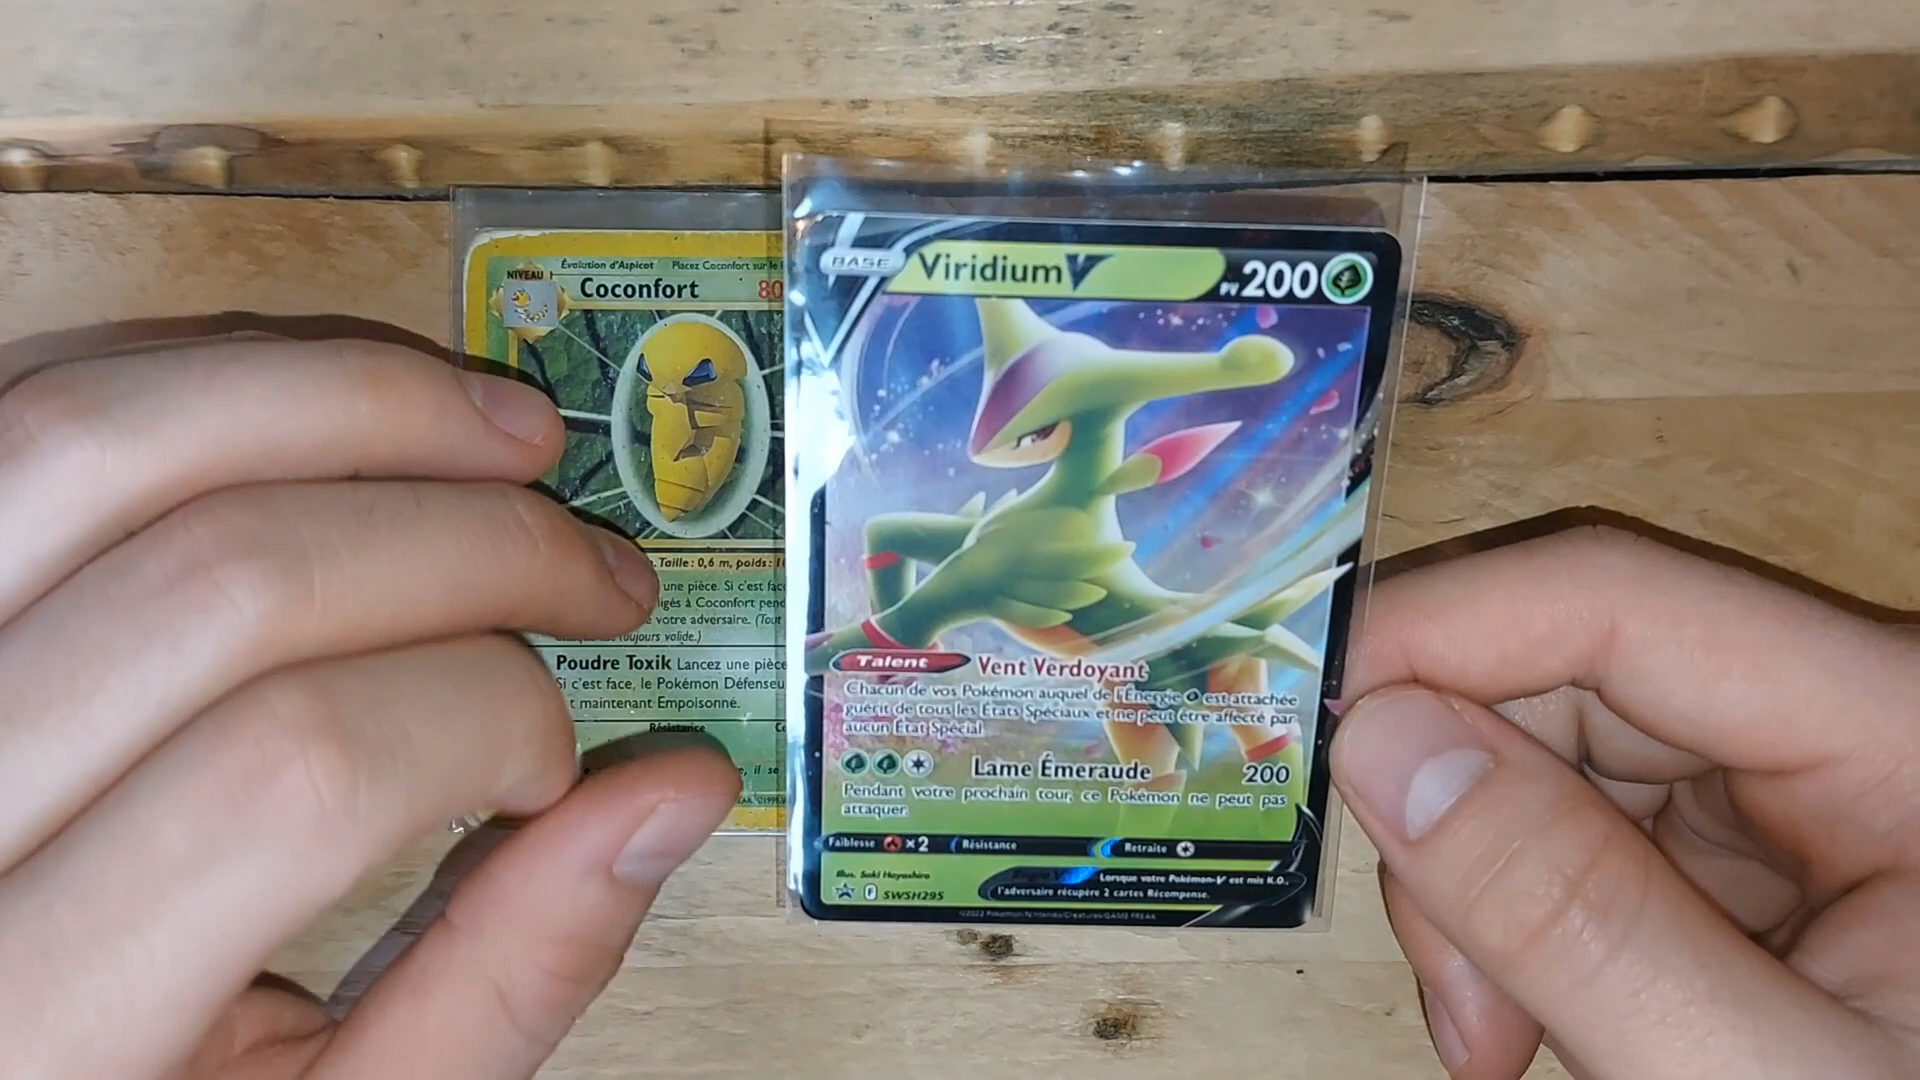 Évolution d'Aspicot Placez Coconfort sur le
NIVEAU 1
Coconfort 80
Taille : 0,6 m, poids : 1
une pièce. Si c'est fac
ligés à Coconfort pend
votre adversaire. (Tout
toujours valide.)
Poudre Toxik Lancez une pièce
Si c'est face, le Pokémon Défenseu
t maintenant Empoisonné.
Résistance
, il se
BASE Viridium V PV 200
Talent Vent Verdoyant
Chacun de vos Pokémon auquel de l'Énergie est attachée
guérit de tous les États Spéciaux et ne peut être affecté par
aucun État Spécial.
Lame Émeraude 200
Pendant votre prochain tour, ce Pokémon ne peut pas
attaquer.
Faiblesse ×2 Résistance Retraite
Illus. Saki Hayashiro
F SWSH295
Lorsque votre Pokémon-V est mis K.O.,
l'adversaire récupère 2 cartes Récompense.
©2022 Pokémon/Nintendo/Creatures/GAME FREAK